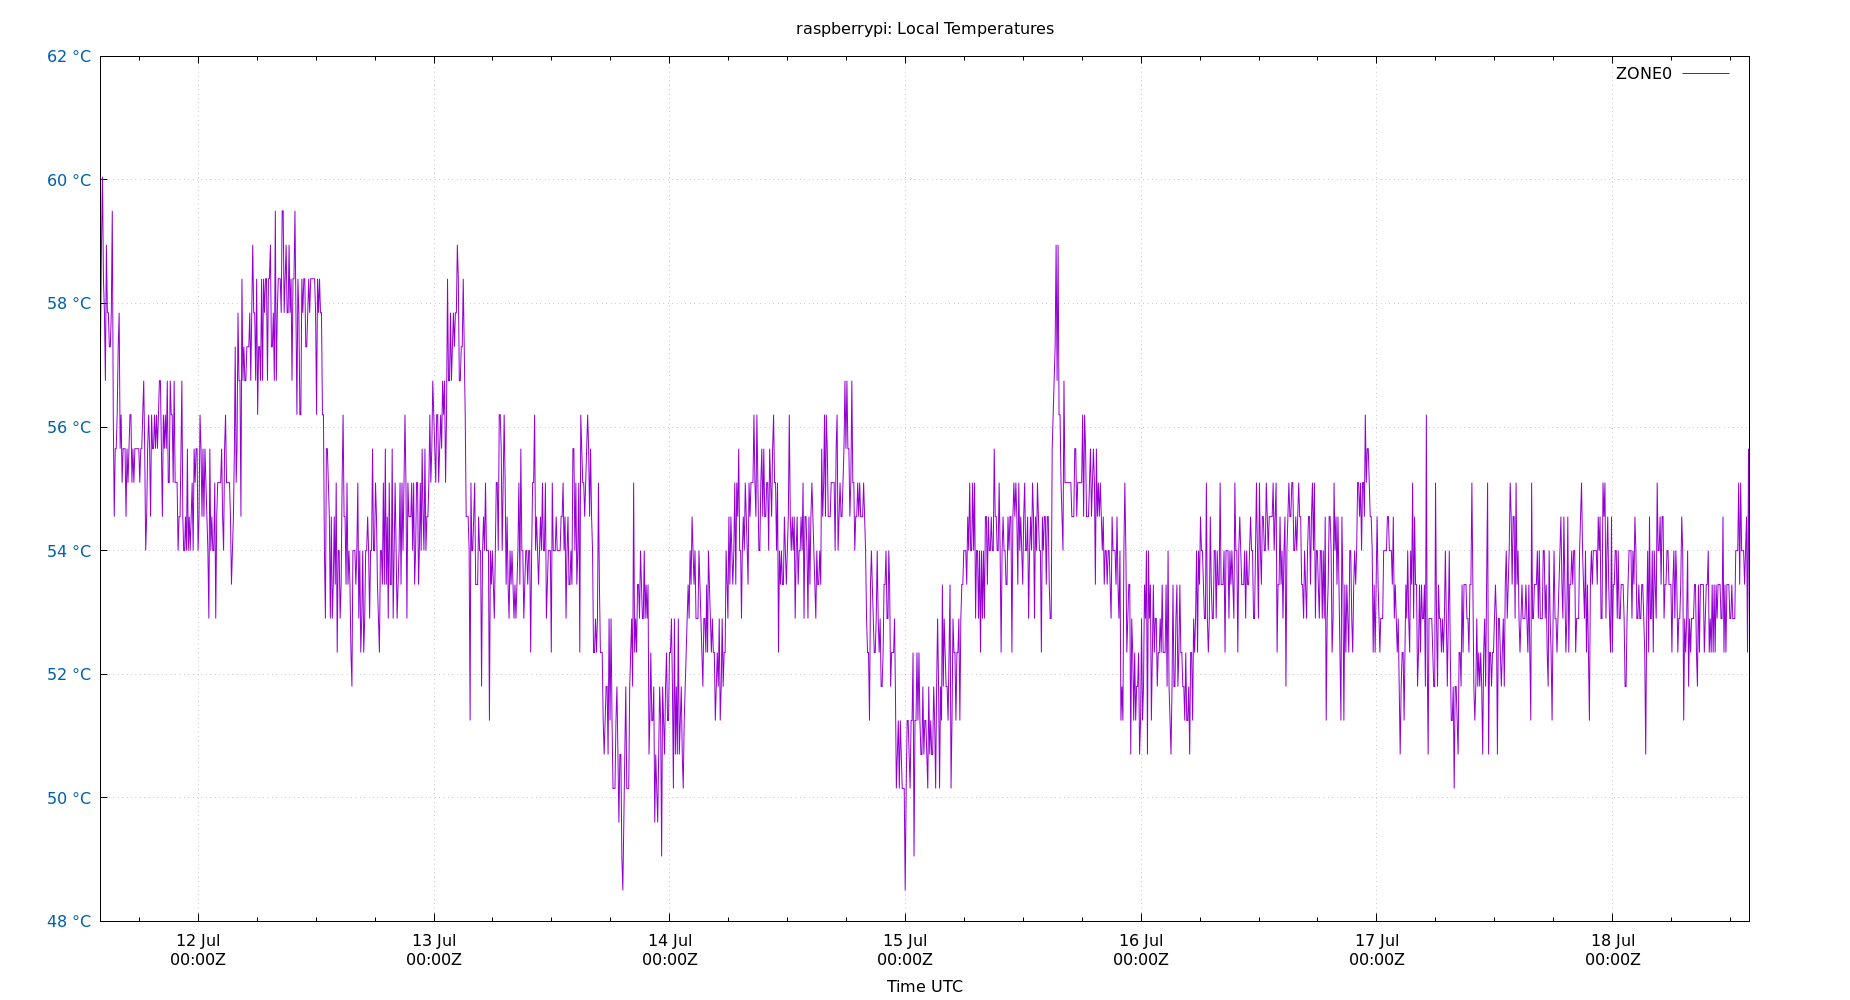 raspberrypi: Local Temperatures
62 °C
ZONE0
60 °C
58 °C
56 °C
54 °C
52 °C
50 °C
48 °C
12 Jul 13 Jul 14 Jul 15 Jul 16 Jul 17 Jul 18 Jul
00:00Z 00:00Z 00:00Z 00:00Z 00:00Z 00:00Z 00:00Z
Time UTC